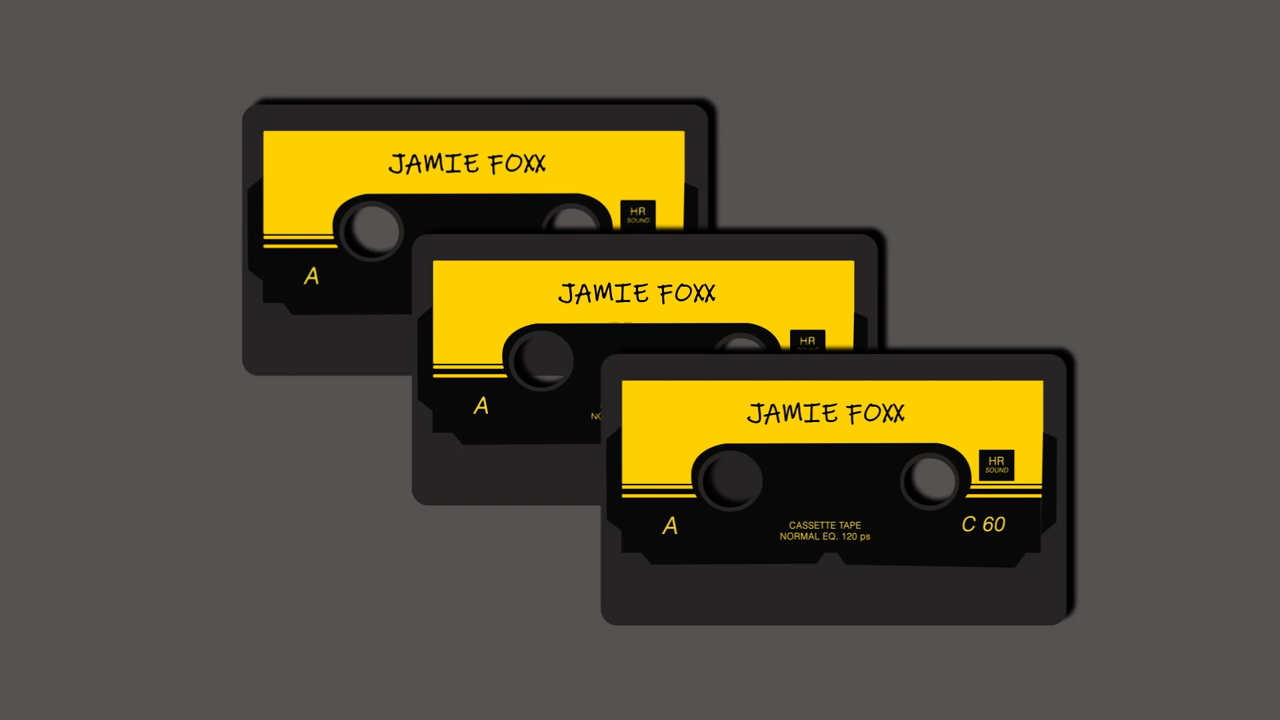 JAMIE FOXX
HR
SOUND
A
JAMIE FOXX
HR
A
JAMIE FOXX
HR
SOUND
A
CASSETTE TAPE
NORMAL EQ. 120 ps
C 60